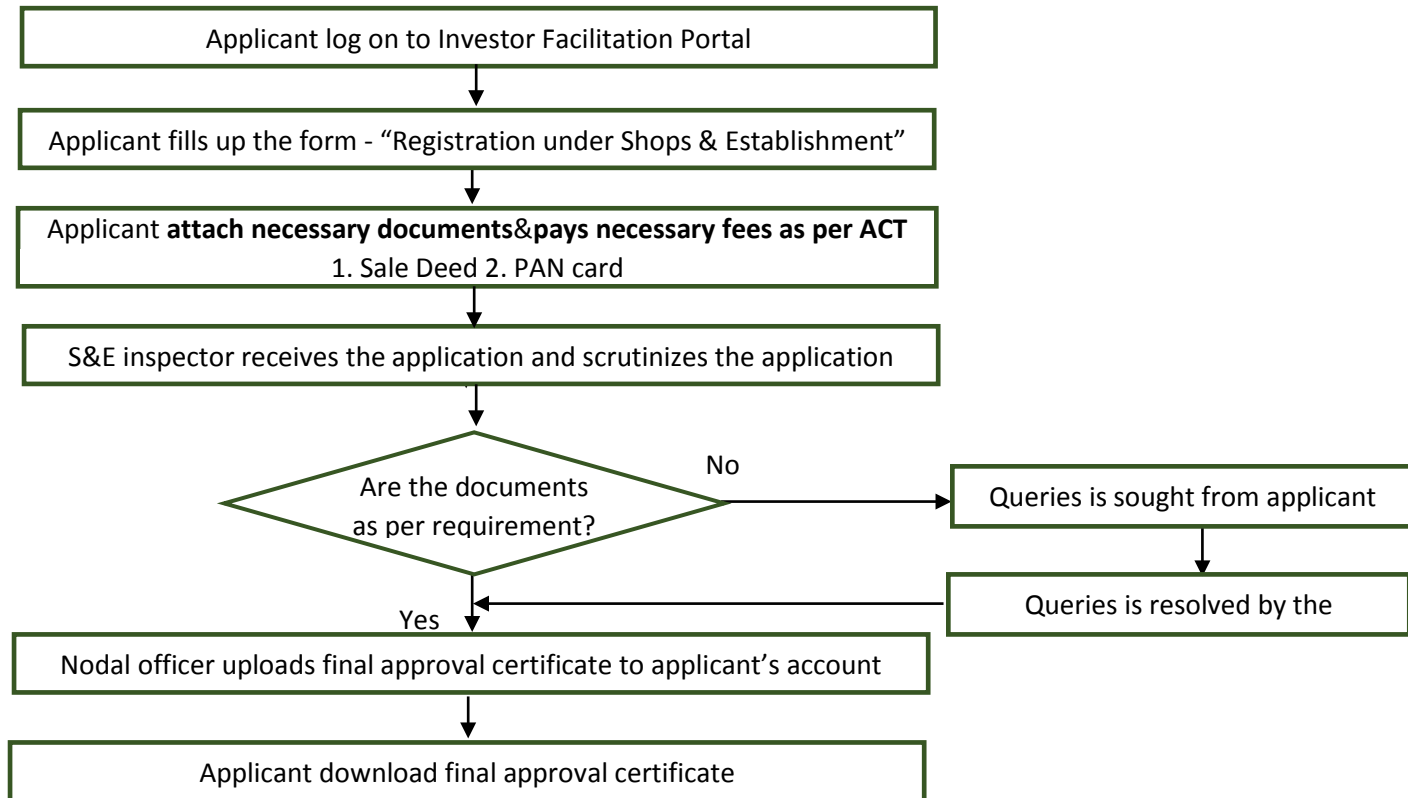 Applicant log on to Investor Facilitation Portal
Applicant fills up the form - “Registration under Shops & Establishment”
Applicant attach necessary documents&pays necessary fees as per ACT
1. Sale Deed 2. PAN card
S&E inspector receives the application and scrutinizes the application
Are the documents
as per requirement?
No
Queries is sought from applicant
Queries is resolved by the
Yes
Nodal officer uploads final approval certificate to applicant’s account
Applicant download final approval certificate